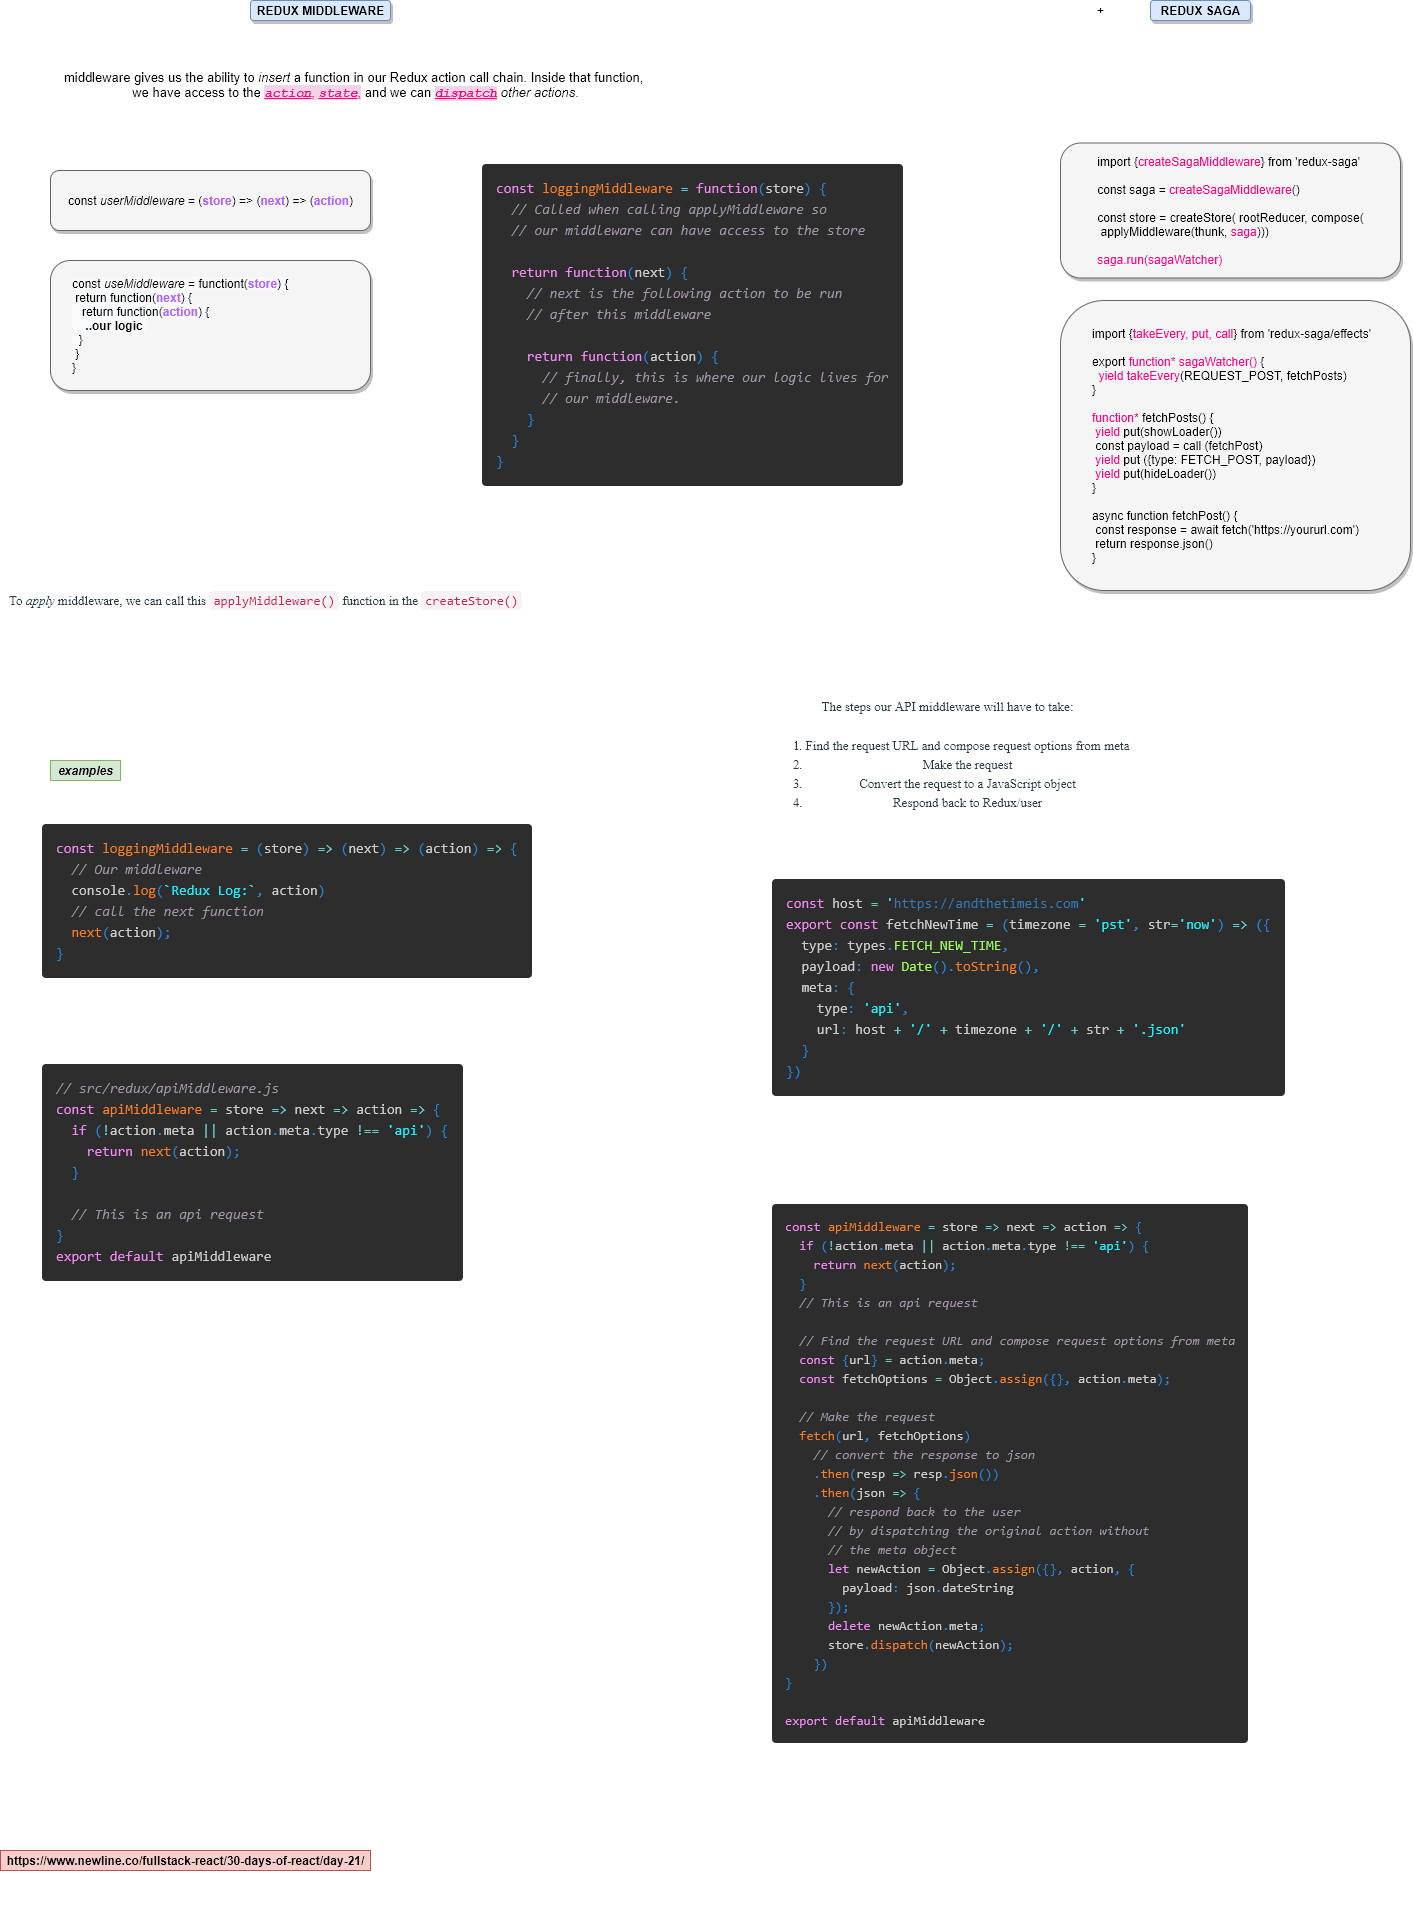 REDUX MIDDLEWARE
+
REDUX SAGA
middleware gives us the ability to insert a function in our Redux action call chain. Inside that function,
we have access to the action, state, and we can dispatch other actions.
const userMiddleware = (store) => (next) => (action)
const useMiddleware = functiont(store) {
return function(next) {
return function(action) {
..our logic
}
}
}
const loggingMiddleware = function(store) {
// Called when calling applyMiddleware so
// our middleware can have access to the store
return function(next) {
// next is the following action to be run
// after this middleware
return function(action) {
// finally, this is where our logic lives for
// our middleware.
}
}
}
import {createSagaMiddleware} from 'redux-saga'
const saga = createSagaMiddleware()
const store = createStore( rootReducer, compose(
applyMiddleware(thunk, saga)))
saga.run(sagaWatcher)
import {takeEvery, put, call} from 'redux-saga/effects'
export function* sagaWatcher() {
yield takeEvery(REQUEST_POST, fetchPosts)
}
function* fetchPosts() {
yield put(showLoader())
const payload = call (fetchPost)
yield put ({type: FETCH_POST, payload})
yield put(hideLoader())
}
async function fetchPost() {
const response = await fetch('https://yoururl.com')
return response.json()
}
To apply middleware, we can call this applyMiddleware() function in the createStore()
The steps our API middleware will have to take:
1. Find the request URL and compose request options from meta
2. Make the request
3. Convert the request to a JavaScript object
4. Respond back to Redux/user
examples
const loggingMiddleware = (store) => (next) => (action) => {
// Our middleware
console.log(`Redux Log:`, action)
// call the next function
next(action);
}
// src/redux/apiMiddleware.js
const apiMiddleware = store => next => action => {
if (!action.meta || action.meta.type !== 'api') {
return next(action);
}
// This is an api request
}
export default apiMiddleware
const host = 'https://andthetimeis.com'
export const fetchNewTime = (timezone = 'pst', str='now') => ({
type: types.FETCH_NEW_TIME,
payload: new Date().toString(),
meta: {
type: 'api',
url: host + '/' + timezone + '/' + str + '.json'
}
})
const apiMiddleware = store => next => action => {
if (!action.meta || action.meta.type !== 'api') {
return next(action);
}
// This is an api request
// Find the request URL and compose request options from meta
const {url} = action.meta;
const fetchOptions = Object.assign({}, action.meta);
// Make the request
fetch(url, fetchOptions)
// convert the response to json
.then(resp => resp.json())
.then(json => {
// respond back to the user
// by dispatching the original action without
// the meta object
let newAction = Object.assign({}, action, {
payload: json.dateString
});
delete newAction.meta;
store.dispatch(newAction);
})
}
export default apiMiddleware
https://www.newline.co/fullstack-react/30-days-of-react/day-21/